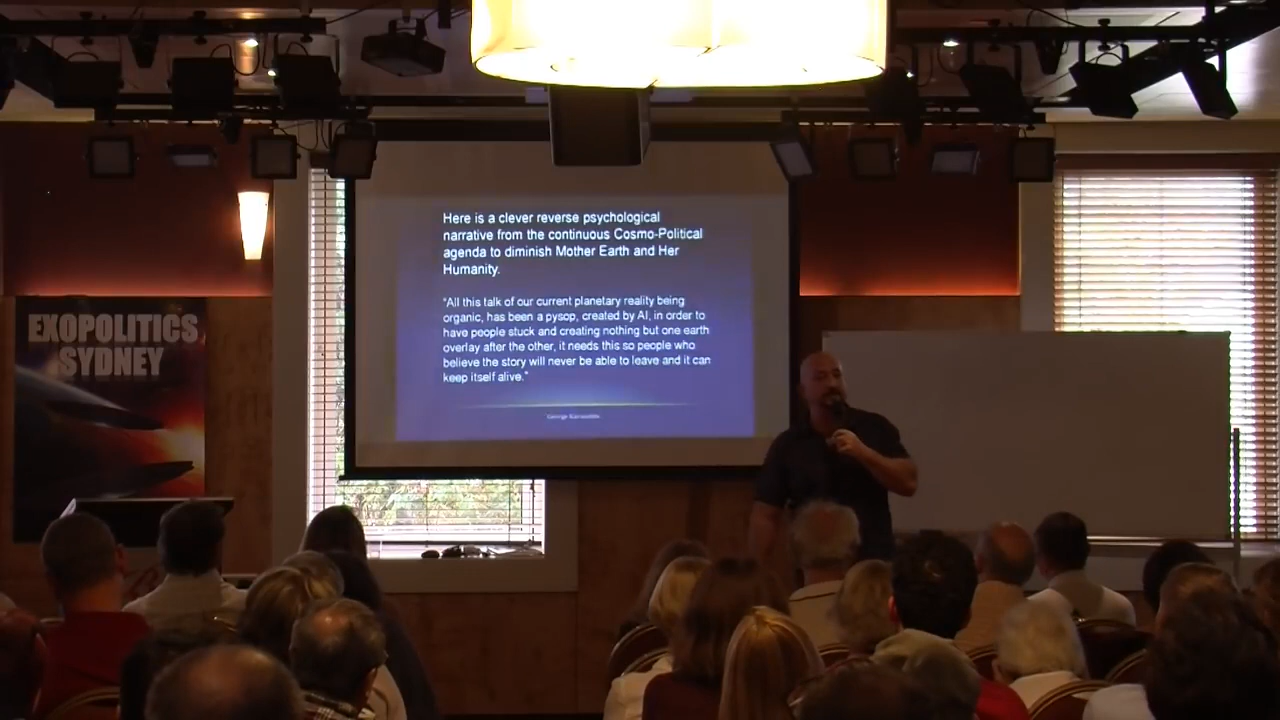 EXOPOLITICS
SYDNEY
Here is a clever reverse psychological
narrative from the continuous Cosmo-Political
agenda to diminish Mother Earth and Her
Humanity.
"All this talk of our current planetary reality being
organic, has been a pysop, created by AI, in order to
have people stuck and creating nothing but one earth
overlay after the other, it needs this so people who
believe the story will never be able to leave and it can
keep itself alive."
George